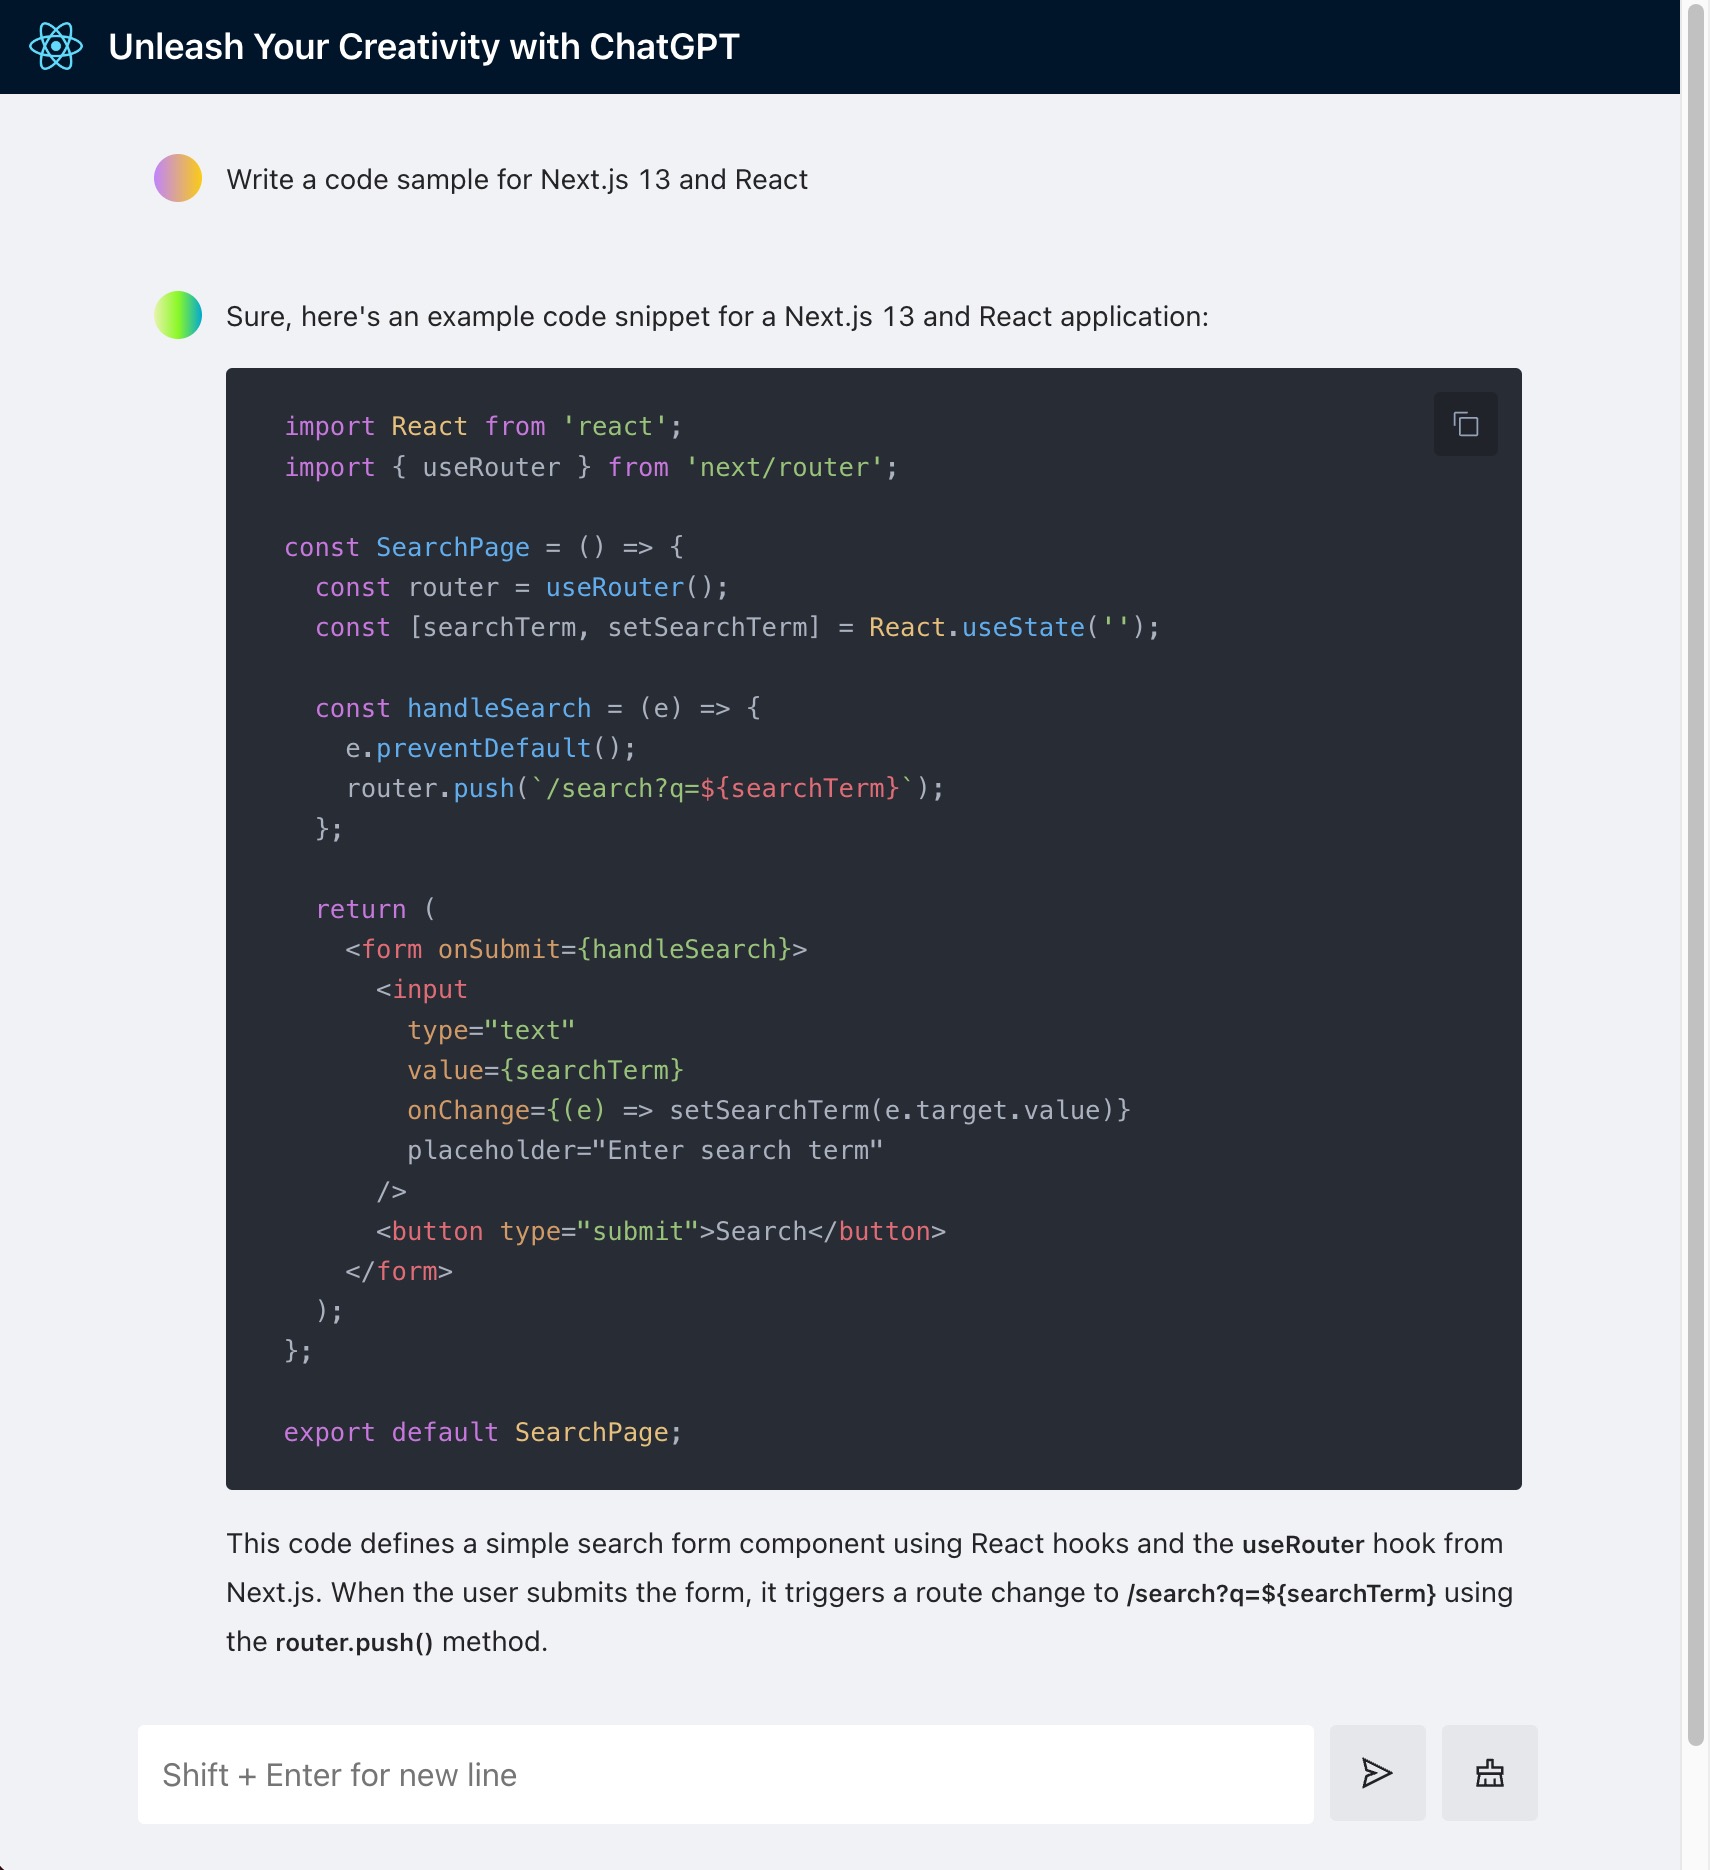 Unleash Your Creativity with ChatGPT
Write a code sample for Next.js 13 and React
Sure, here's an example code snippet for a Next.js 13 and React application:
import React from 'react';
import { useRouter } from 'next/router';
const SearchPage = () => {
  const router = useRouter();
  const [searchTerm, setSearchTerm] = React.useState('');
  const handleSearch = (e) => {
    e.preventDefault();
    router.push(`/search?q=${searchTerm}`);
  };
  return (
    <form onSubmit={handleSearch}>
      <input
        type="text"
        value={searchTerm}
        onChange={(e) => setSearchTerm(e.target.value)}
        placeholder="Enter search term"
      />
      <button type="submit">Search</button>
    </form>
  );
};
export default SearchPage;
This code defines a simple search form component using React hooks and the useRouter hook from
Next.js. When the user submits the form, it triggers a route change to /search?q=${searchTerm} using
the router.push() method.
Shift + Enter for new line